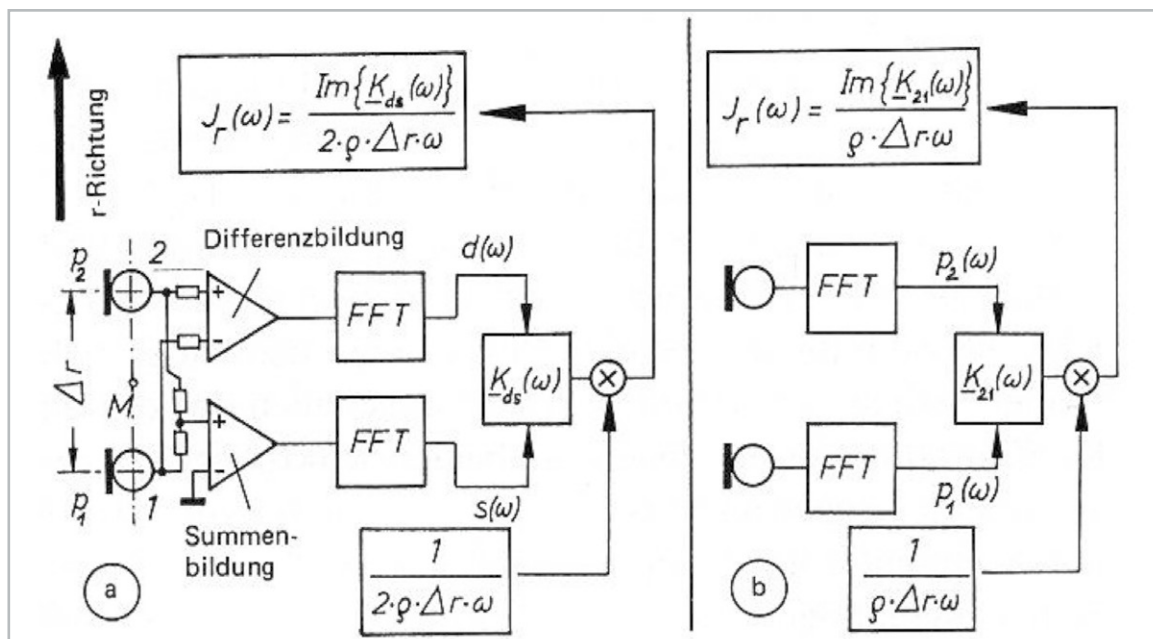 r-Richtung
J_r(ω) = Im{K_ds(ω)} / 2·ρ·Δr·ω
Differenzbildung
p_2
2
+
-
FFT
d(ω)
Δr
M
K_ds(ω)
×
+
-
FFT
p_1
1
s(ω)
Summen-
bildung
1 / 2·ρ·Δr·ω
a
J_r(ω) = Im{K_21(ω)} / ρ·Δr·ω
FFT
p_2(ω)
K_21(ω)
×
FFT
p_1(ω)
1 / ρ·Δr·ω
b